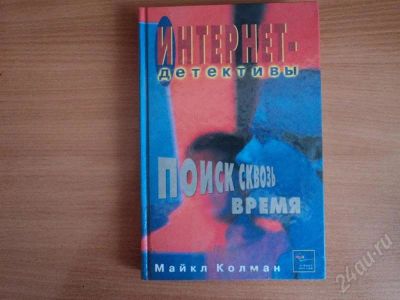 ИНТЕРНЕТ-
детективы
ПОИСК СКВОЗЬ
ВРЕМЯ
Майкл Колман
24au.ru